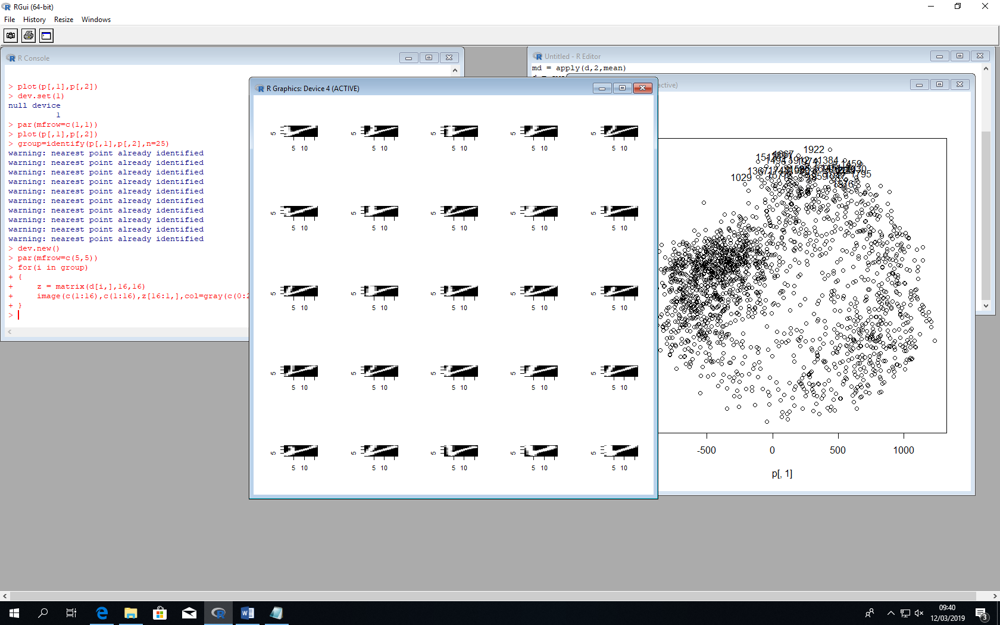 RGui (64-bit)
File History Resize Windows
R Console
> plot(p[,1],p[,2])
> dev.set(1)
null device
1
> par(mfrow=c(1,1))
> plot(p[,1],p[,2])
> group=identify(p[,1],p[,2],n=25)
warning: nearest point already identified
warning: nearest point already identified
warning: nearest point already identified
warning: nearest point already identified
warning: nearest point already identified
warning: nearest point already identified
warning: nearest point already identified
warning: nearest point already identified
warning: nearest point already identified
warning: nearest point already identified
> dev.new()
> par(mfrow=c(5,5))
> for(i in group)
+ {
+ z = matrix(d[i,],16,16)
+ image(c(1:16),c(1:16),z[16:1,],col=gray(c(0:2
+ }
>
Untitled - R Editor
md = apply(d,2,mean)
active)
R Graphics: Device 4 (ACTIVE)
5 5 5 5 5
5 10 5 10 5 10 5 10 5 10
5 5 5 5 5
5 10 5 10 5 10 5 10 5 10
5 5 5 5 5
5 10 5 10 5 10 5 10 5 10
5 5 5 5 5
5 10 5 10 5 10 5 10 5 10
5 5 5 5 5
5 10 5 10 5 10 5 10 5 10
1922
1384
1459
1367
1029
1795
-500 0 500 1000
p[, 1]
09:40
12/03/2019
3